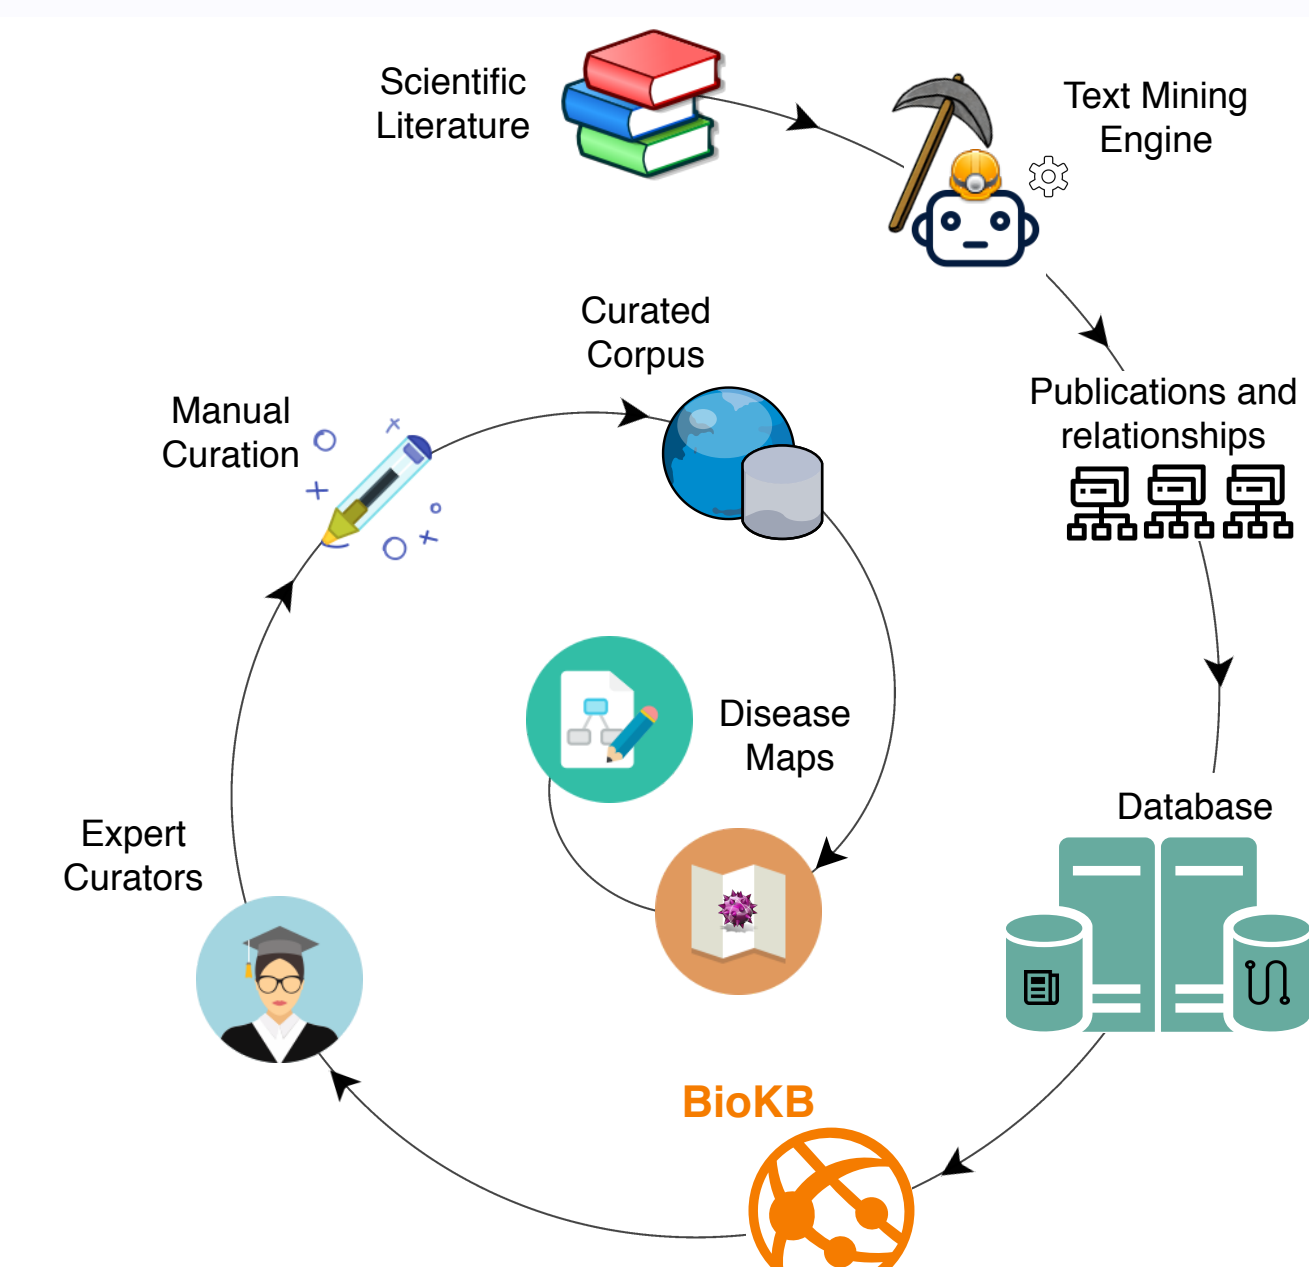 Scientific
Literature
Text Mining
Engine
Publications and
relationships
Database
BioKB
Expert
Curators
Manual
Curation
Curated
Corpus
Disease
Maps